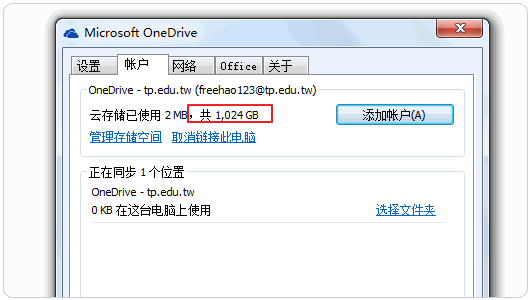 Microsoft OneDrive
设置 帐户 网络 Office 关于
OneDrive - tp.edu.tw (freehao123@tp.edu.tw)
云存储已使用 2 MB，共 1,024 GB 添加帐户(A)
管理存储空间 取消链接此电脑
正在同步 1 个位置
OneDrive - tp.edu.tw
0 KB 在这台电脑上使用 选择文件夹